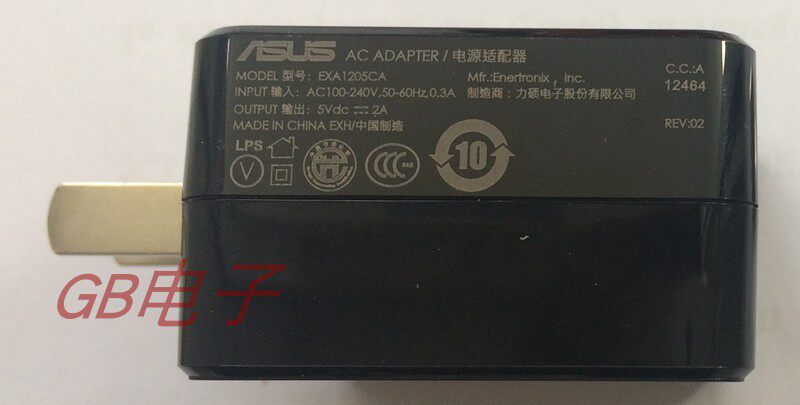 ASUS AC ADAPTER / 电源适配器
MODEL 型号: EXA1205CA
Mfr.:Enertronix, Inc.
INPUT 输入: AC100-240V,50-60Hz,0.3A
制造商:力硕电子股份有限公司
OUTPUT 输出: 5Vdc ⎓ 2A
MADE IN CHINA EXH/中国制造
C.C.:A
12464
REV:02
LPS
V
CCC
10
GB电子